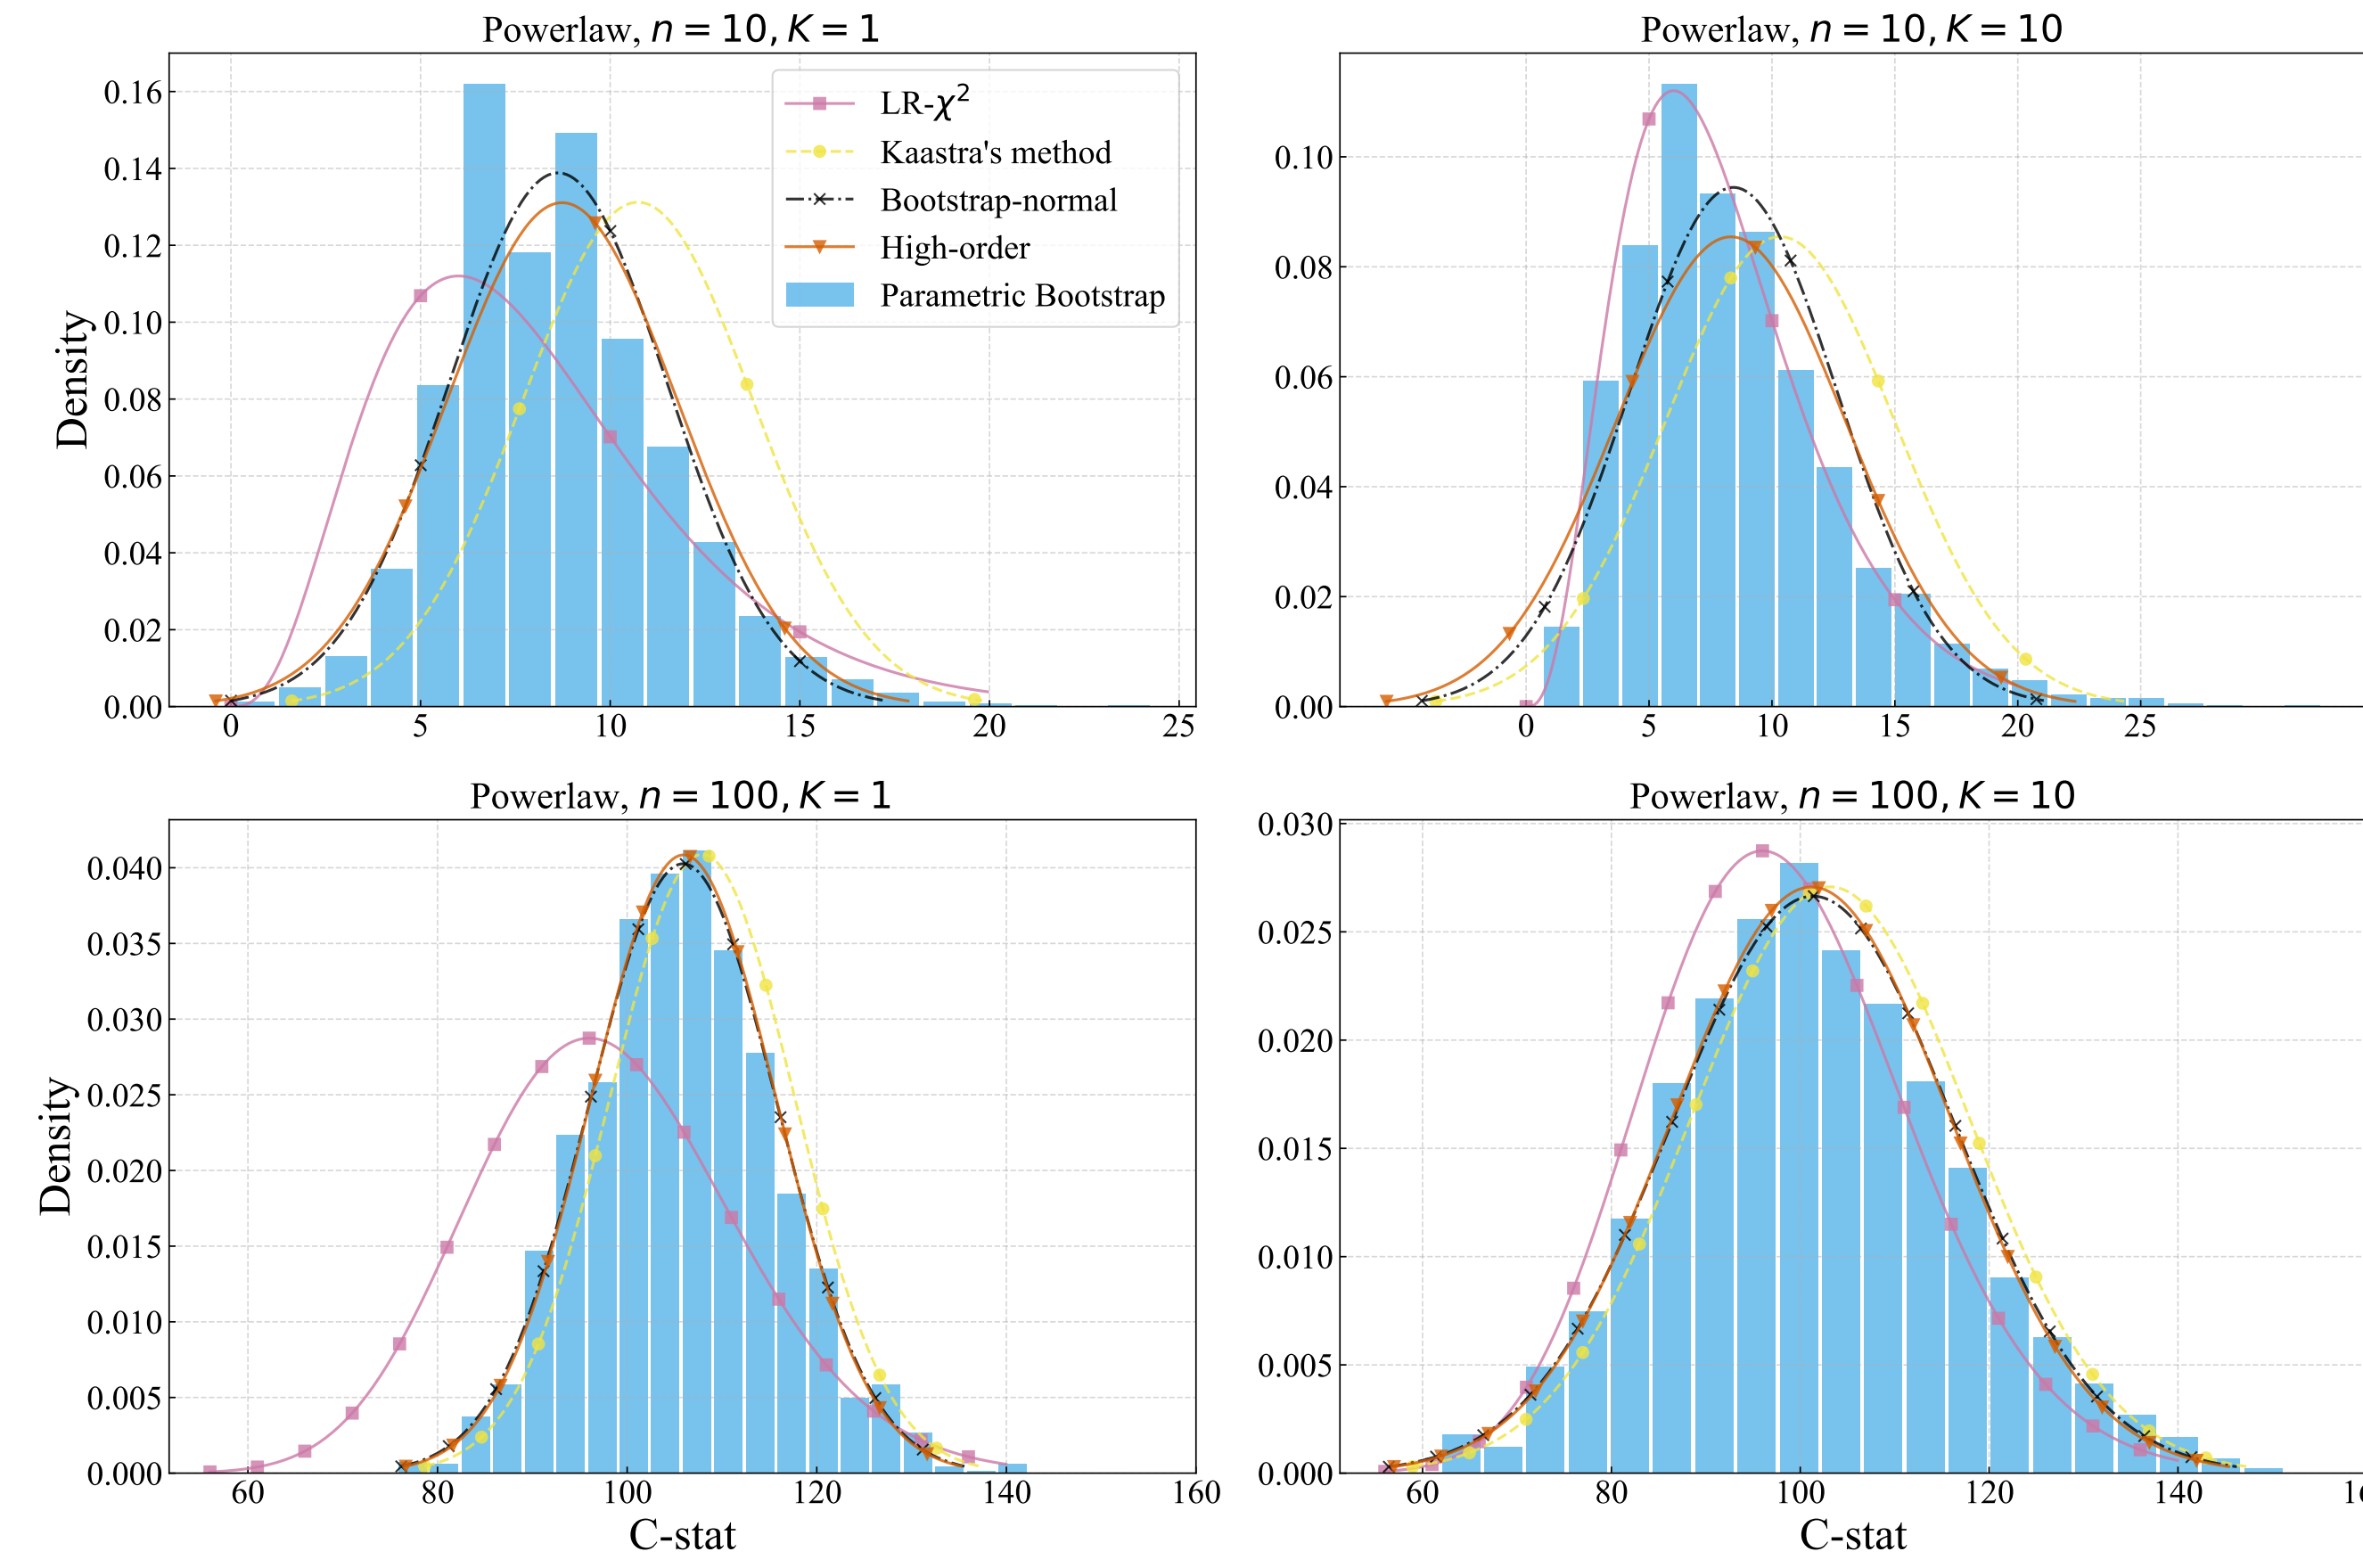 Powerlaw, n = 10, K = 1
Density
0.16
0.14
0.12
0.10
0.08
0.06
0.04
0.02
0.00
0 5 10 15 20 25
LR-χ²
Kaastra's method
Bootstrap-normal
High-order
Parametric Bootstrap
Powerlaw, n = 10, K = 10
0.10
0.08
0.06
0.04
0.02
0.00
0 5 10 15 20 25
Powerlaw, n = 100, K = 1
Density
0.040
0.035
0.030
0.025
0.020
0.015
0.010
0.005
0.000
60 80 100 120 140 160
C-stat
Powerlaw, n = 100, K = 10
0.030
0.025
0.020
0.015
0.010
0.005
0.000
60 80 100 120 140
C-stat